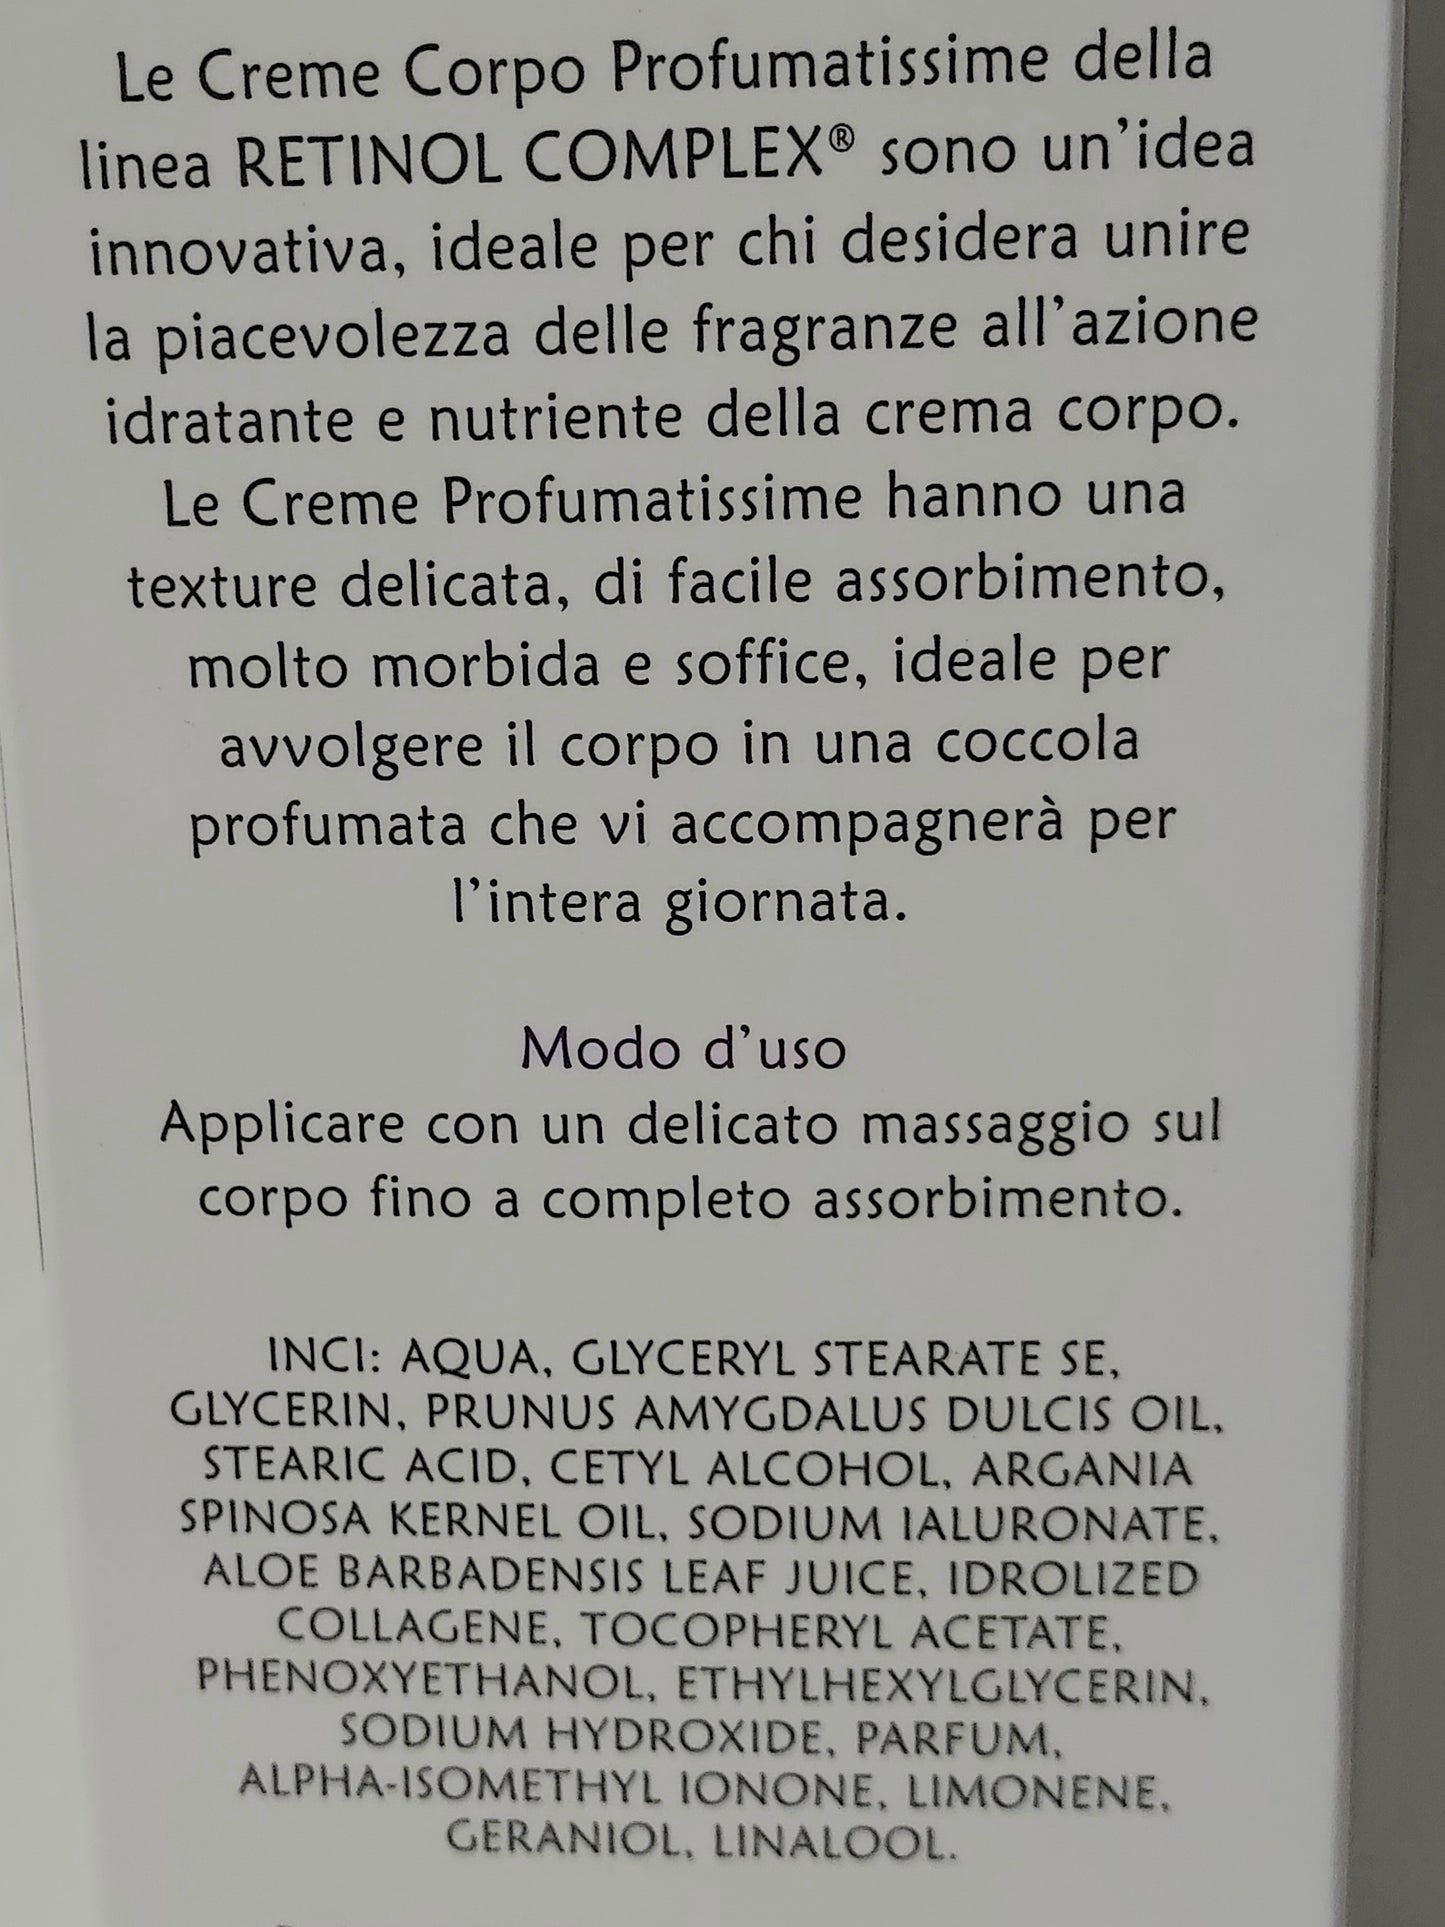 Le Creme Corpo Profumatissime della
linea RETINOL COMPLEX® sono un'idea
innovativa, ideale per chi desidera unire
la piacevolezza delle fragranze all'azione
idratante e nutriente della crema corpo.
Le Creme Profumatissime hanno una
texture delicata, di facile assorbimento,
molto morbida e soffice, ideale per
avvolgere il corpo in una coccola
profumata che vi accompagnerà per
l'intera giornata.
Modo d'uso
Applicare con un delicato massaggio sul
corpo fino a completo assorbimento.
INCI: AQUA, GLYCERYL STEARATE SE,
GLYCERIN, PRUNUS AMYGDALUS DULCIS OIL,
STEARIC ACID, CETYL ALCOHOL, ARGANIA
SPINOSA KERNEL OIL, SODIUM IALURONATE,
ALOE BARBADENSIS LEAF JUICE, IDROLIZED
COLLAGENE, TOCOPHERYL ACETATE,
PHENOXYETHANOL, ETHYLHEXYLGLYCERIN,
SODIUM HYDROXIDE, PARFUM,
ALPHA-ISOMETHYL IONONE, LIMONENE,
GERANIOL, LINALOOL.